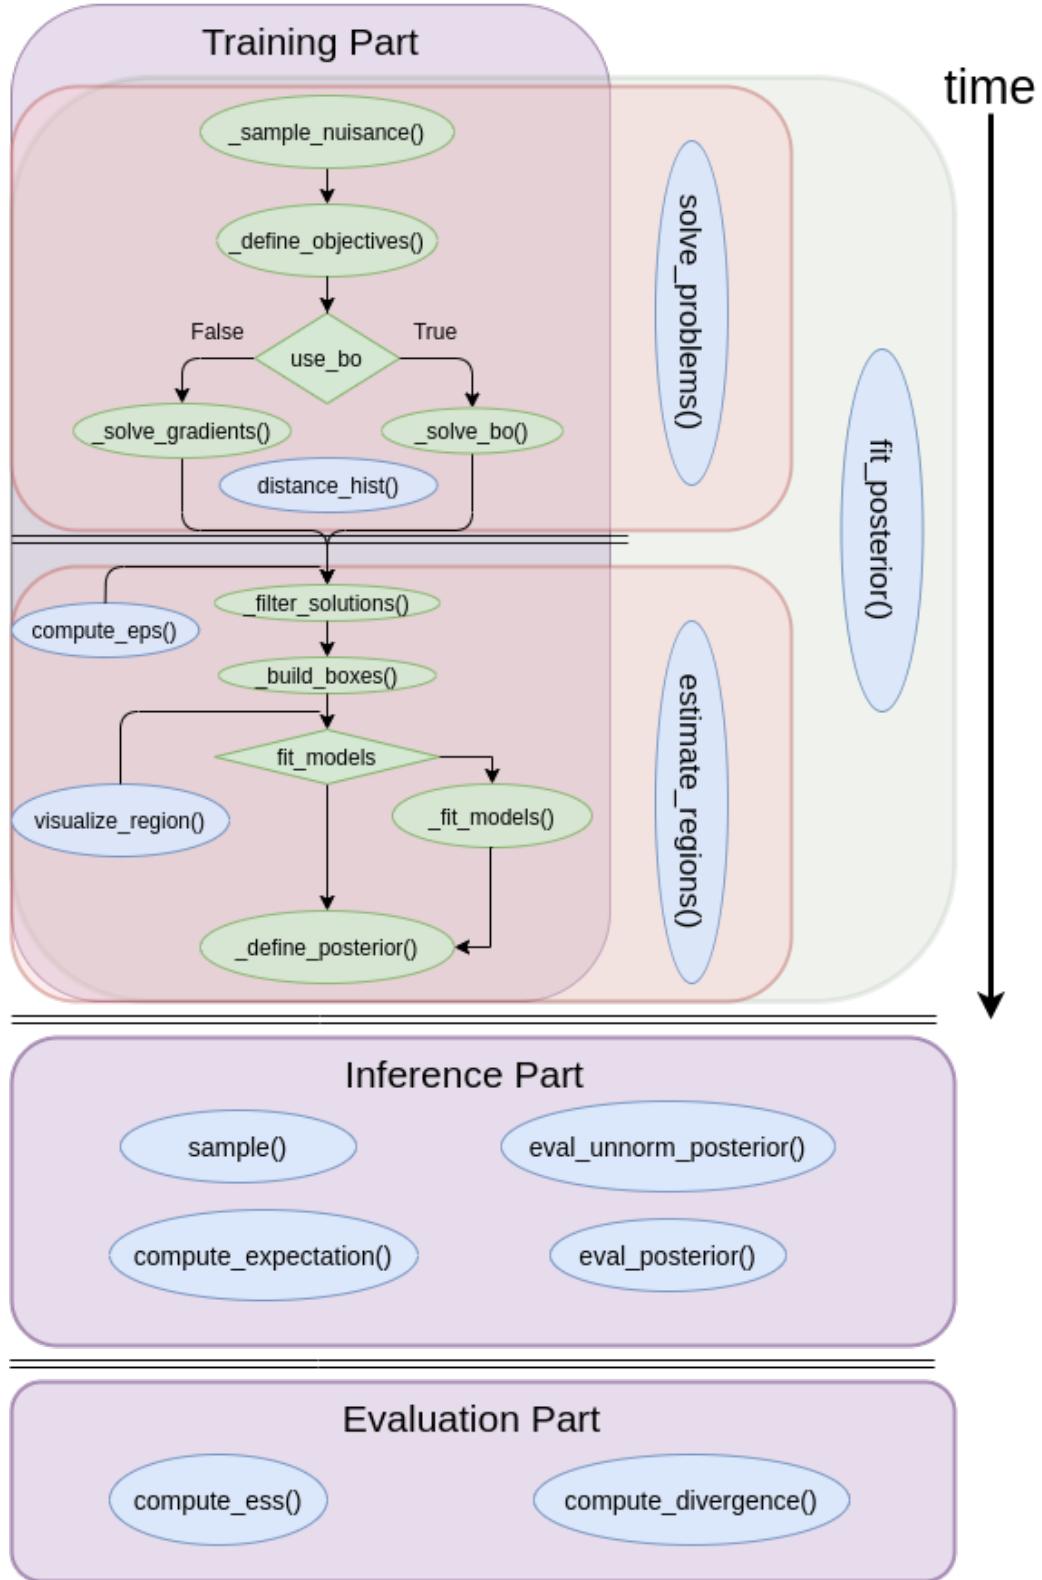 Training Part
time
_sample_nuisance()
_define_objectives()
solve_problems()
False
True
use_bo
_solve_gradients()
_solve_bo()
distance_hist()
fit_posterior()
_filter_solutions()
compute_eps()
_build_boxes()
estimate_regions()
fit_models
visualize_region()
_fit_models()
_define_posterior()
Inference Part
sample()
eval_unnorm_posterior()
compute_expectation()
eval_posterior()
Evaluation Part
compute_ess()
compute_divergence()